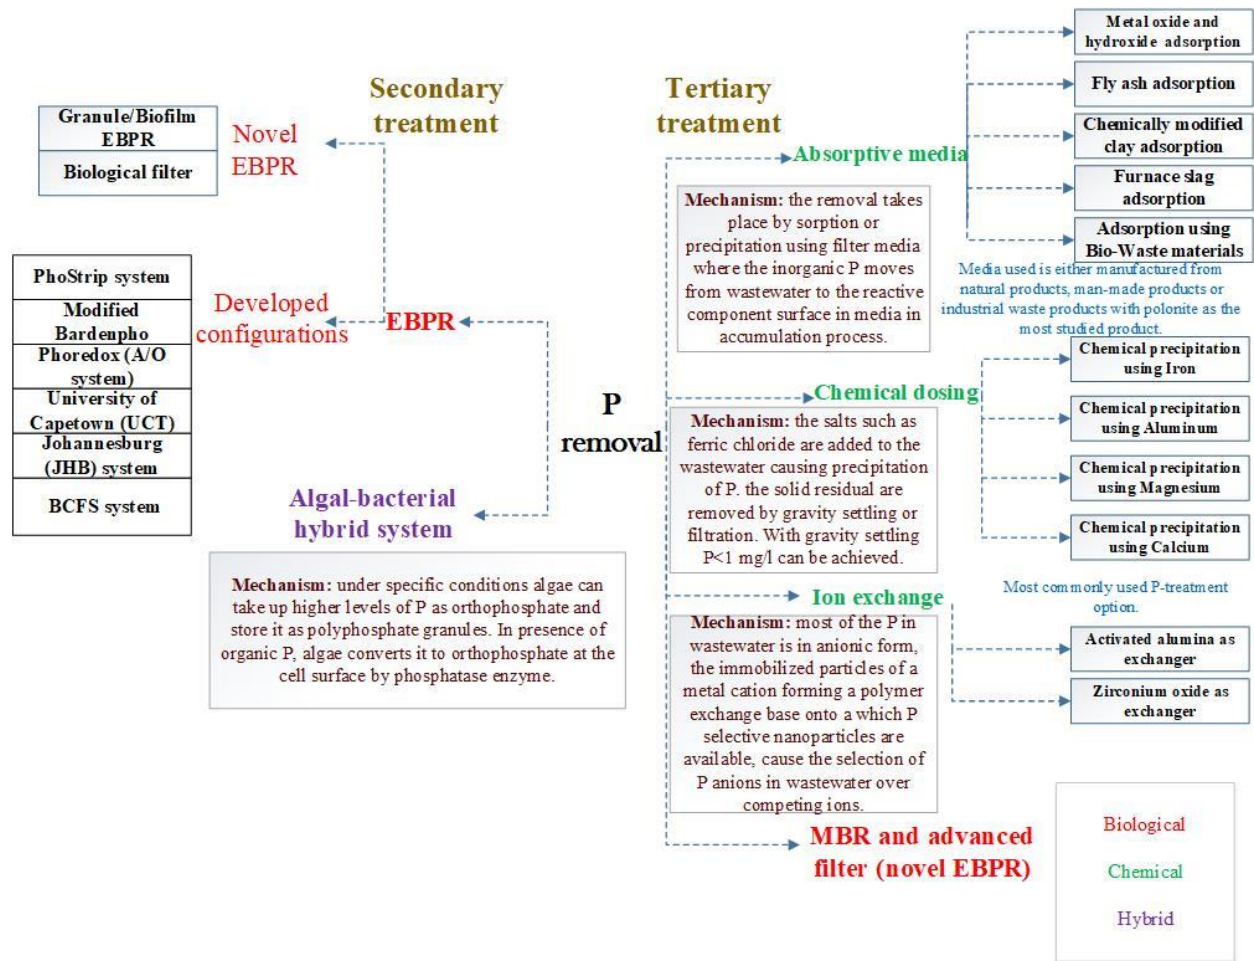 Secondary
treatment
Granule/Biofilm
EBPR
Biological filter
Novel
EBPR
PhoStrip system
Modified
Bardenpho
Phoredox (A/O
system)
University of
Capetown (UCT)
Johannesburg
(JHB) system
BCFS system
Developed
configurations
EBPR
Algal-bacterial
hybrid system
Mechanism: under specific conditions algae can
take up higher levels of P as orthophosphate and
store it as polyphosphate granules. In presence of
organic P, algae converts it to orthophosphate at the
cell surface by phosphatase enzyme.
P
removal
Tertiary
treatment
Absorptive media
Mechanism: the removal takes
place by sorption or
precipitation using filter media
where the inorganic P moves
from wastewater to the reactive
component surface in media in
accumulation process.
Metal oxide and
hydroxide adsorption
Fly ash adsorption
Chemically modified
clay adsorption
Furnace slag
adsorption
Adsorption using
Bio-Waste materials
Media used is either manufactured from
natural products, man-made products or
industrial waste products with polonite as the
most studied product.
Chemical dosing
Mechanism: the salts such as
ferric chloride are added to the
wastewater causing precipitation
of P. the solid residual are
removed by gravity settling or
filtration. With gravity settling
P<1 mg/l can be achieved.
Chemical precipitation
using Iron
Chemical precipitation
using Aluminum
Chemical precipitation
using Magnesium
Chemical precipitation
using Calcium
Most commonly used P-treatment
option.
Ion exchange
Mechanism: most of the P in
wastewater is in anionic form,
the immobilized particles of a
metal cation forming a polymer
exchange base onto a which P
selective nanoparticles are
available, cause the selection of
P anions in wastewater over
competing ions.
Activated alumina as
exchanger
Zirconium oxide as
exchanger
MBR and advanced
filter (novel EBPR)
Biological
Chemical
Hybrid